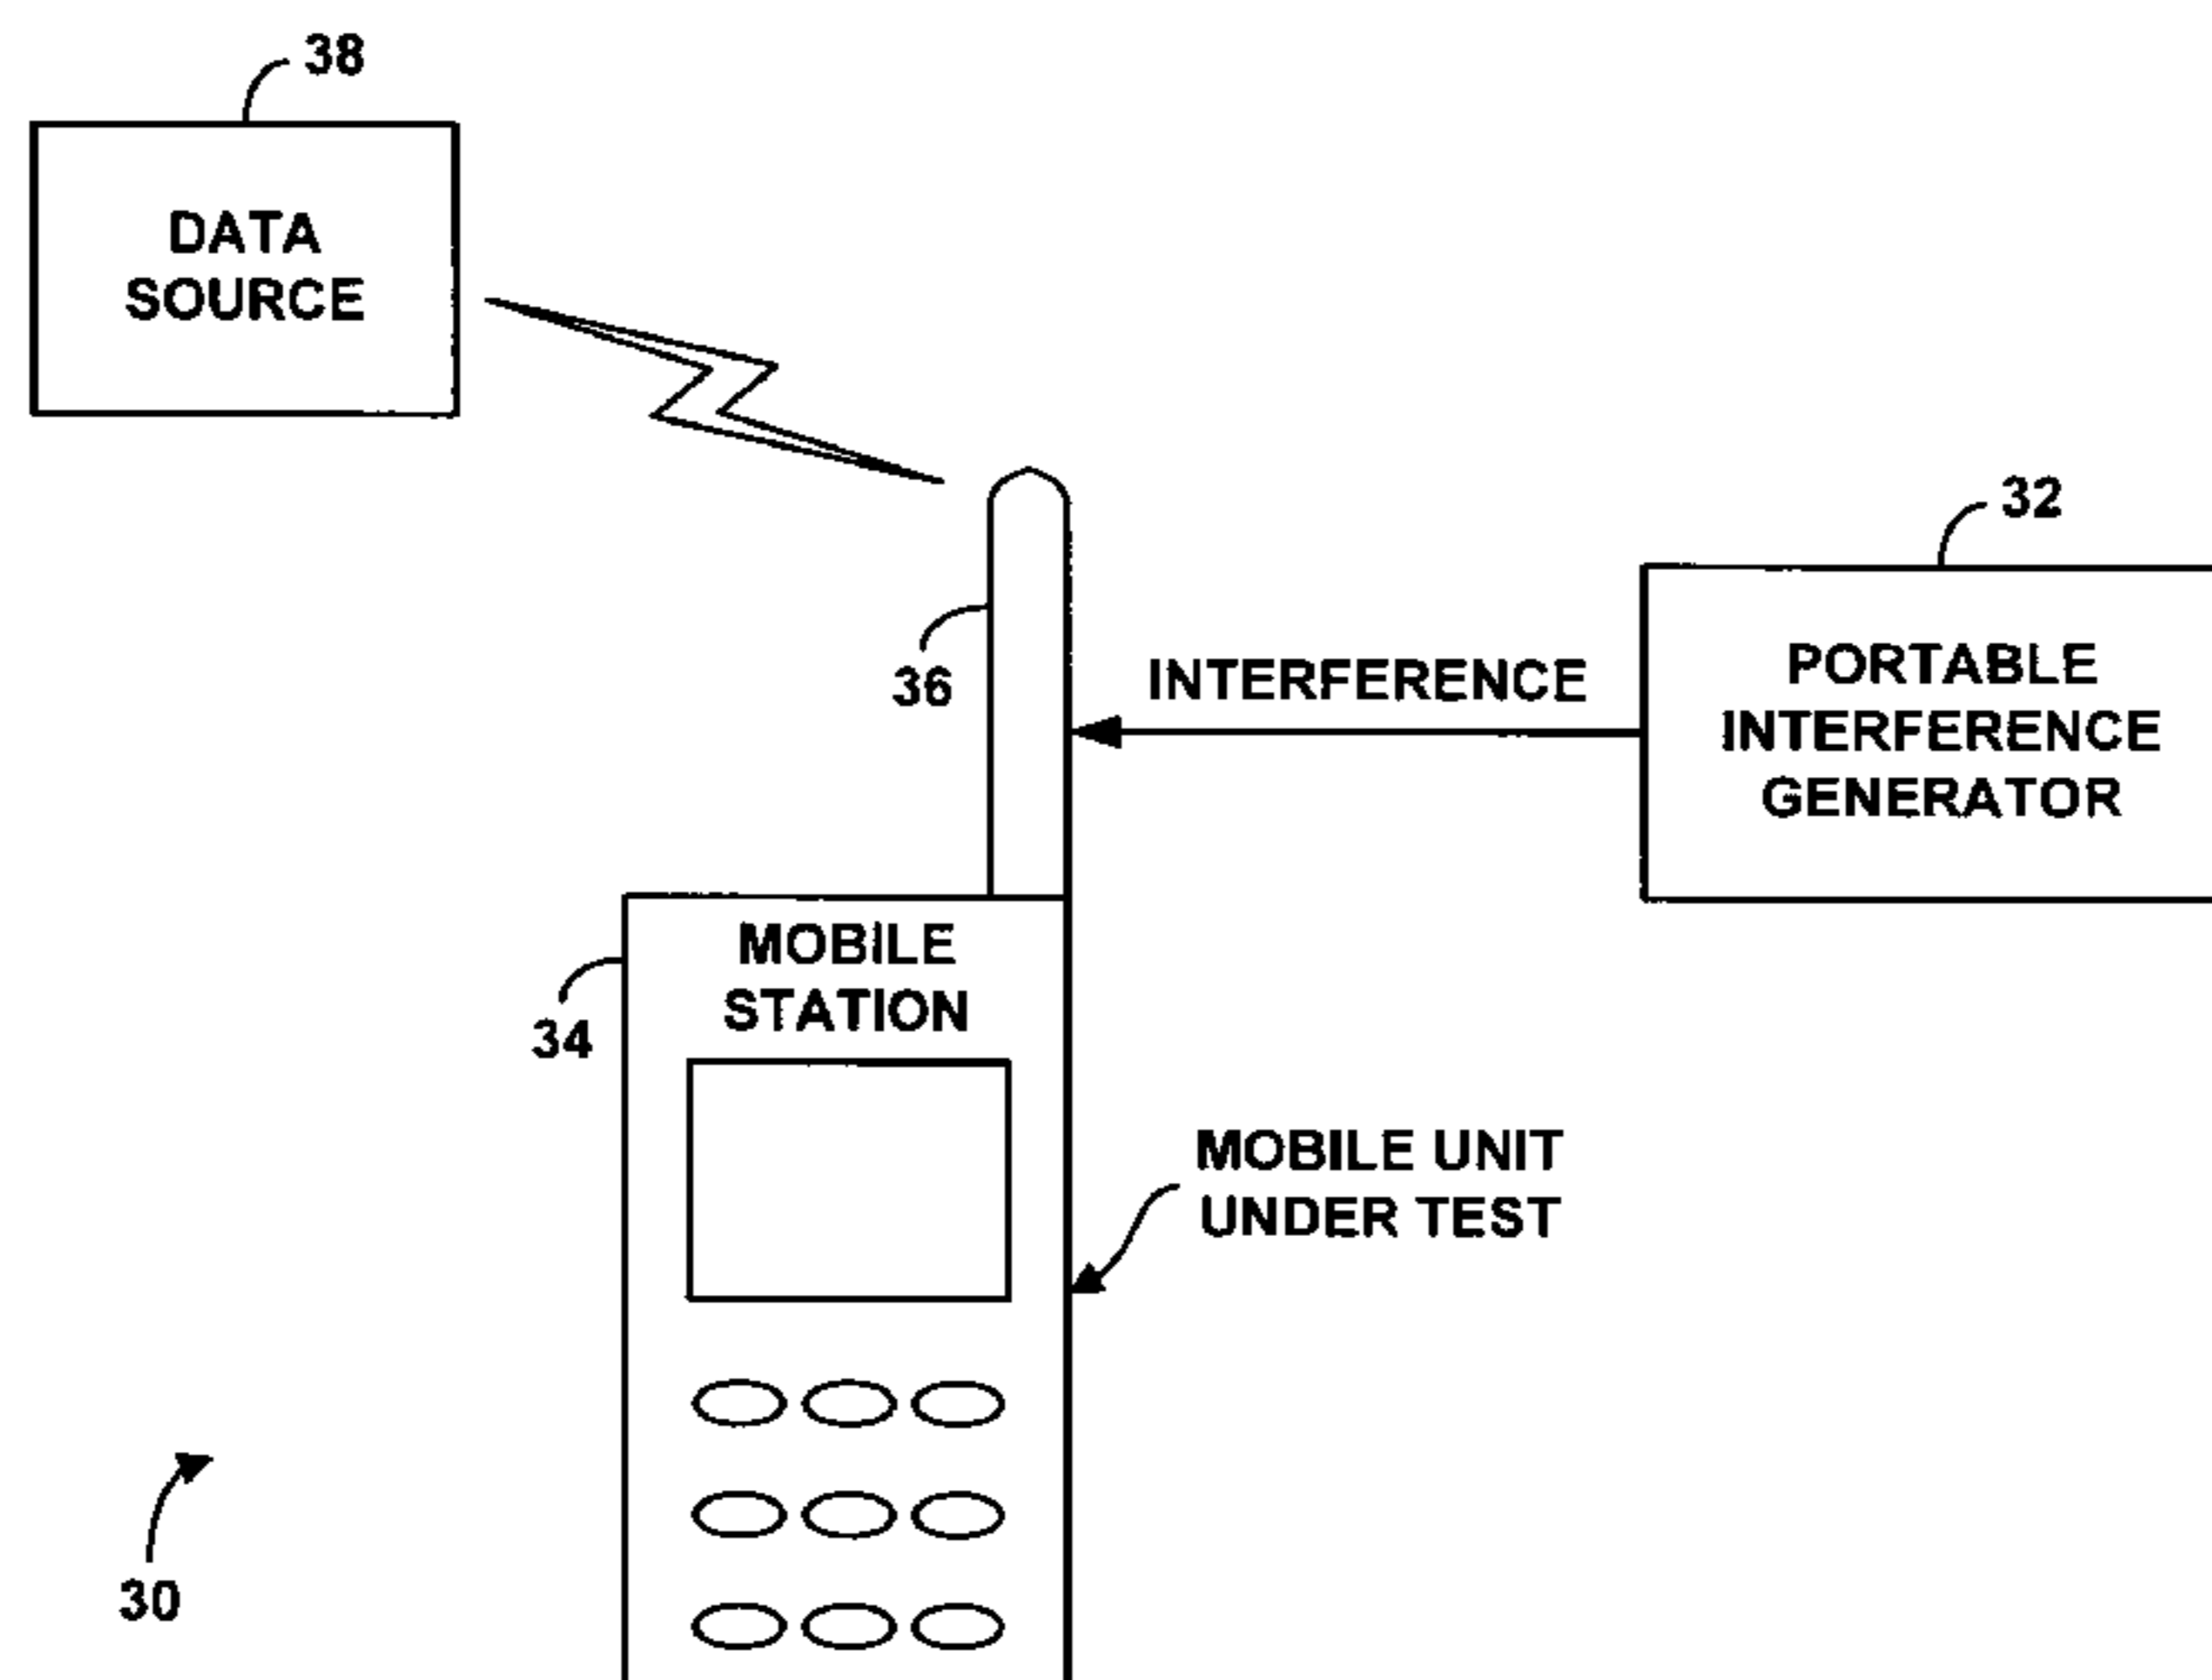 38
DATA
SOURCE
32
PORTABLE
INTERFERENCE
GENERATOR
36
INTERFERENCE
MOBILE
STATION
34
MOBILE UNIT
UNDER TEST
30